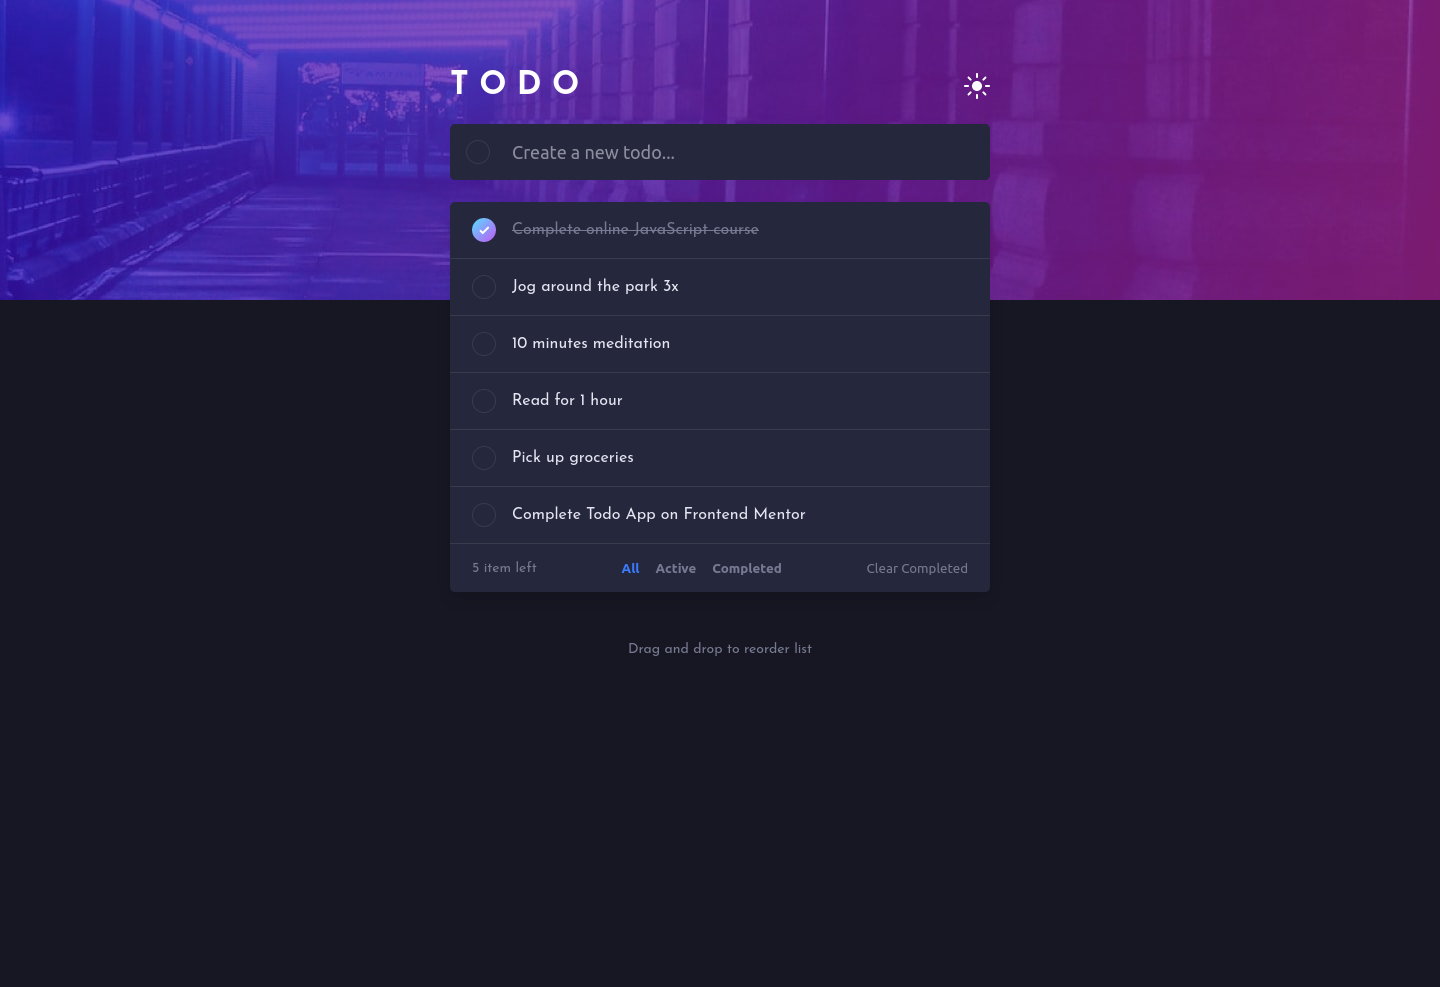 TODO
Create a new todo...
Complete online JavaScript course
Jog around the park 3x
10 minutes meditation
Read for 1 hour
Pick up groceries
Complete Todo App on Frontend Mentor
5 item left All Active Completed Clear Completed
Drag and drop to reorder list